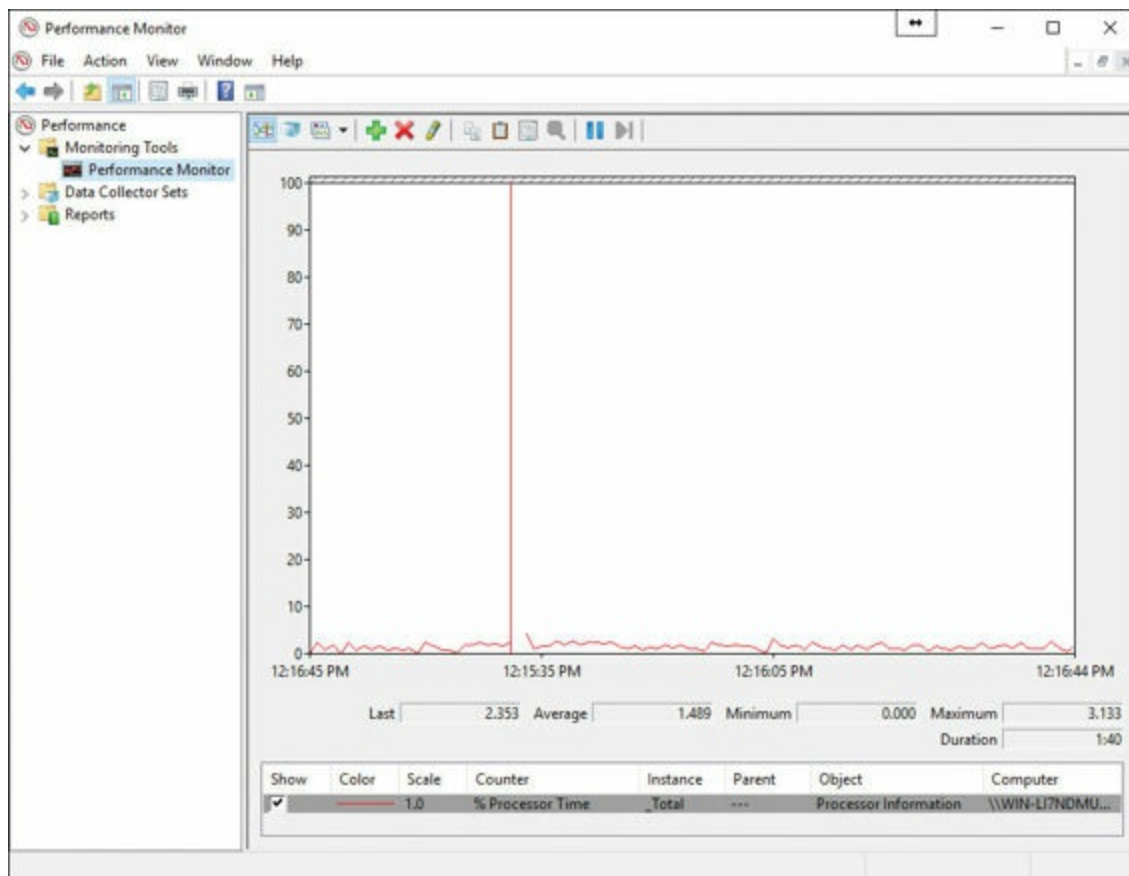 Performance Monitor
File Action View Window Help
Performance
Monitoring Tools
Performance Monitor
Data Collector Sets
Reports
100
90
80
70
60
50
40
30
20
10
0
12:16:45 PM 12:15:35 PM 12:16:05 PM 12:16:44 PM
Last 2.353 Average 1.489 Minimum 0.000 Maximum 3.133
Duration 1:40
Show Color Scale Counter Instance Parent Object Computer
1.0 % Processor Time _Total --- Processor Information \\WIN-LI7NDMU...